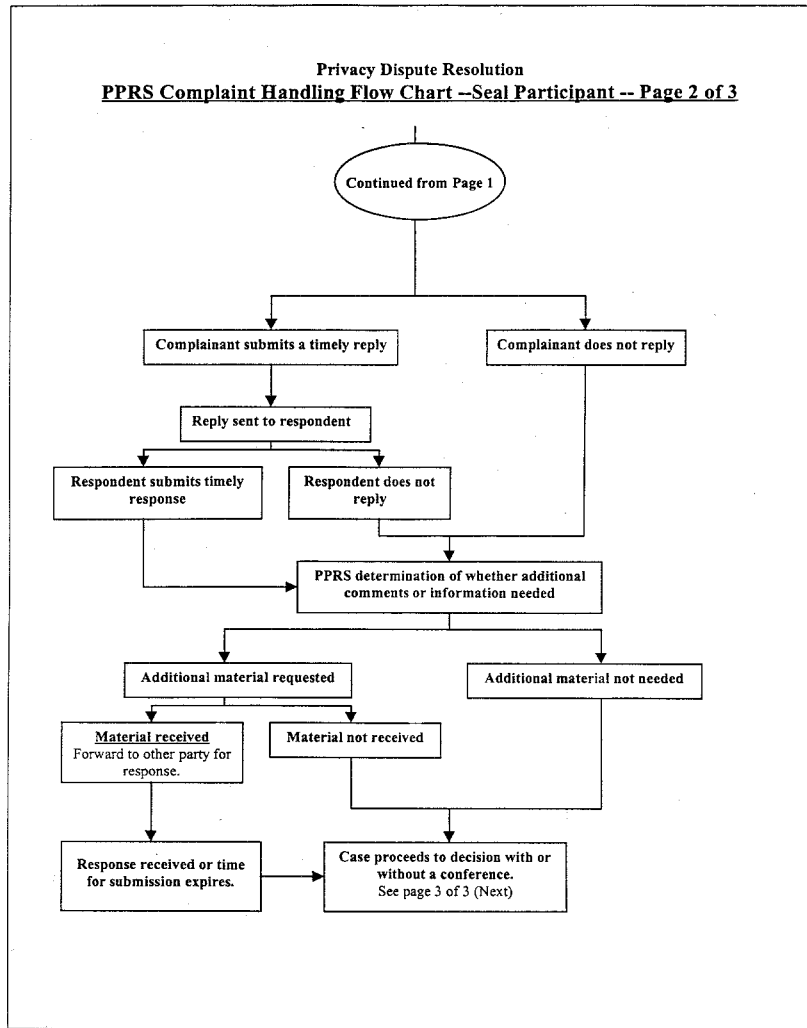 Privacy Dispute Resolution
PPRS Complaint Handling Flow Chart --Seal Participant -- Page 2 of 3
Continued from Page 1
Complainant submits a timely reply
Complainant does not reply
Reply sent to respondent
Respondent submits timely
response
Respondent does not
reply
PPRS determination of whether additional
comments or information needed
Additional material requested
Additional material not needed
Material received
Forward to other party for
response.
Material not received
Response received or time
for submission expires.
Case proceeds to decision with or
without a conference.
See page 3 of 3 (Next)